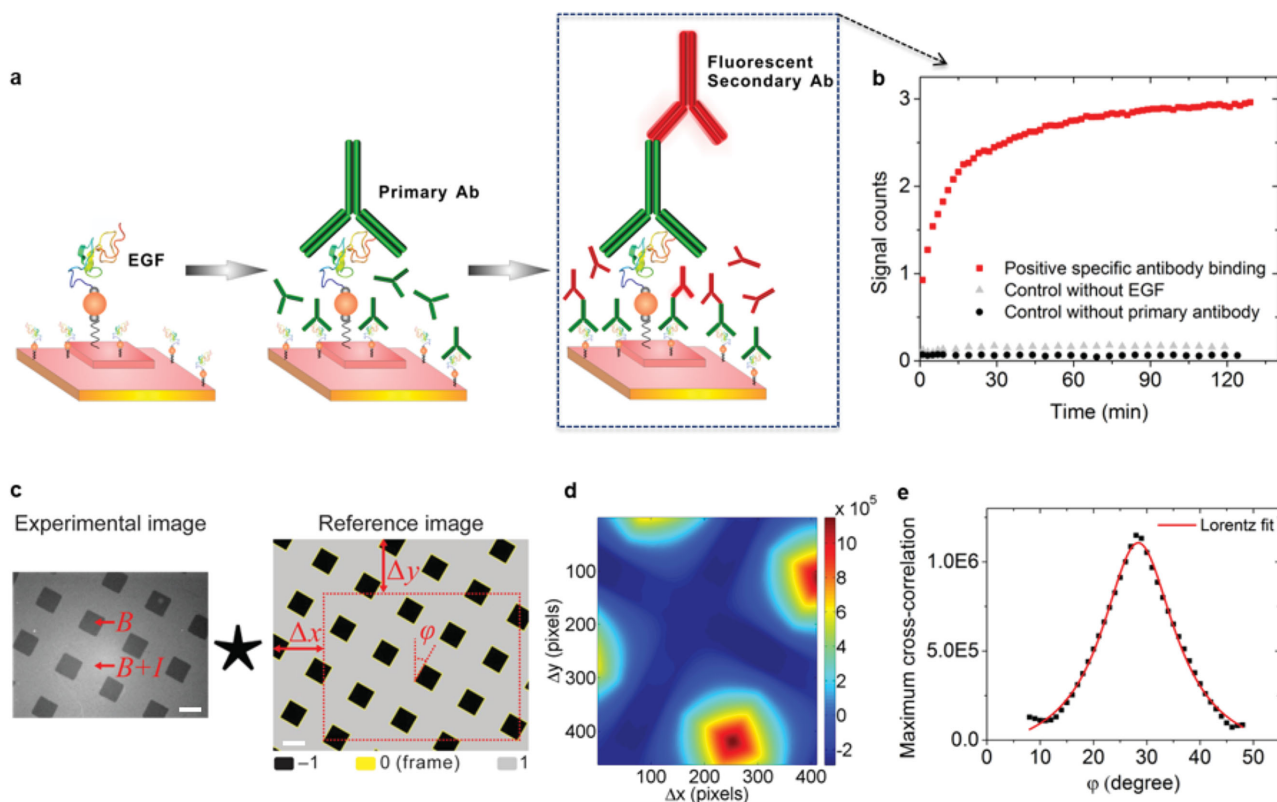 a
EGF
Primary Ab
Fluorescent
Secondary Ab
b
Signal counts
3
2
1
0
Positive specific antibody binding
Control without EGF
Control without primary antibody
0 30 60 90 120
Time (min)
c
Experimental image
B
B+I
Reference image
Δy
Δx
φ
−1
0 (frame)
1
d
Δy (pixels)
100
200
300
400
100 200 300 400
Δx (pixels)
x 10⁵
10
8
6
4
2
0
-2
e
Maximum cross-correlation
1.0E6
5.0E5
0.0
Lorentz fit
0 10 20 30 40 50
φ (degree)